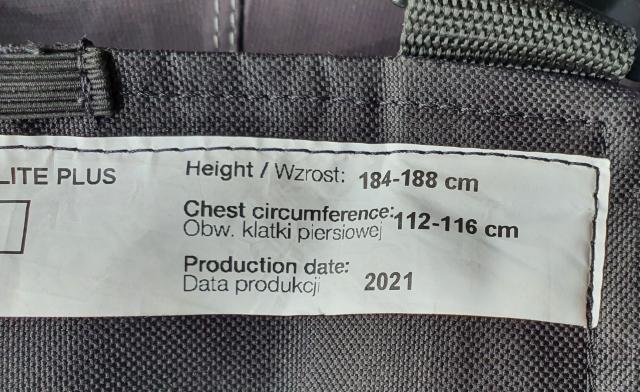 LITE PLUS
Height / Wzrost: 184-188 cm
Chest circumference: 112-116 cm
Obw. klatki piersiowej
Production date:
Data produkcji 2021